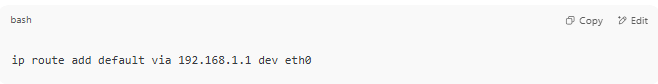 bash Copy Edit
ip route add default via 192.168.1.1 dev eth0